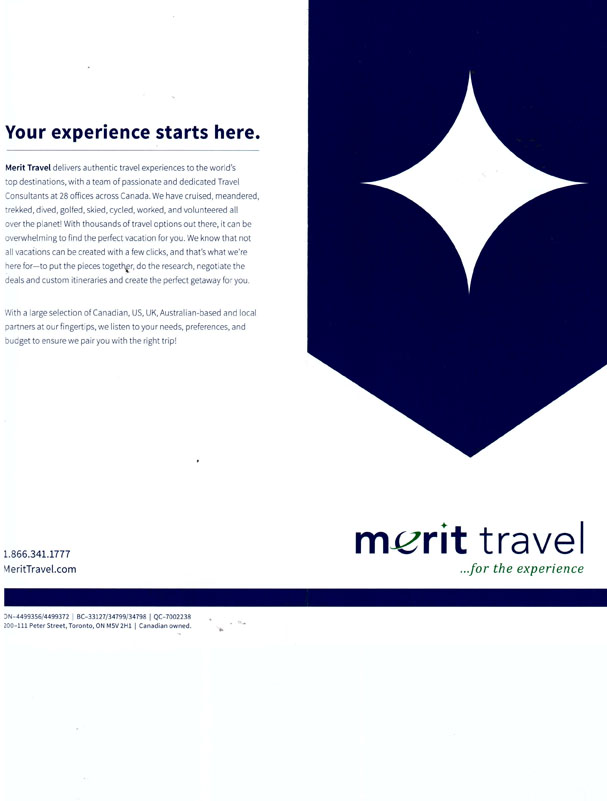 Your experience starts here.
Merit Travel delivers authentic travel experiences to the world's
top destinations, with a team of passionate and dedicated Travel
Consultants at 28 offices across Canada. We have cruised, meandered,
trekked, dived, golfed, skied, cycled, worked, and volunteered all
over the planet! With thousands of travel options out there, it can be
overwhelming to find the perfect vacation for you. We know that not
all vacations can be created with a few clicks, and that's what we're
here for—to put the pieces together, do the research, negotiate the
deals and custom itineraries and create the perfect getaway for you.
With a large selection of Canadian, US, UK, Australian-based and local
partners at our fingertips, we listen to your needs, preferences, and
budget to ensure we pair you with the right trip!
1.866.341.1777
MeritTravel.com
merit travel
...for the experience
ON–4499356/4499372 | BC–33127/34799/34798 | QC–7002238
200–111 Peter Street, Toronto, ON M5V 2H1 | Canadian owned.